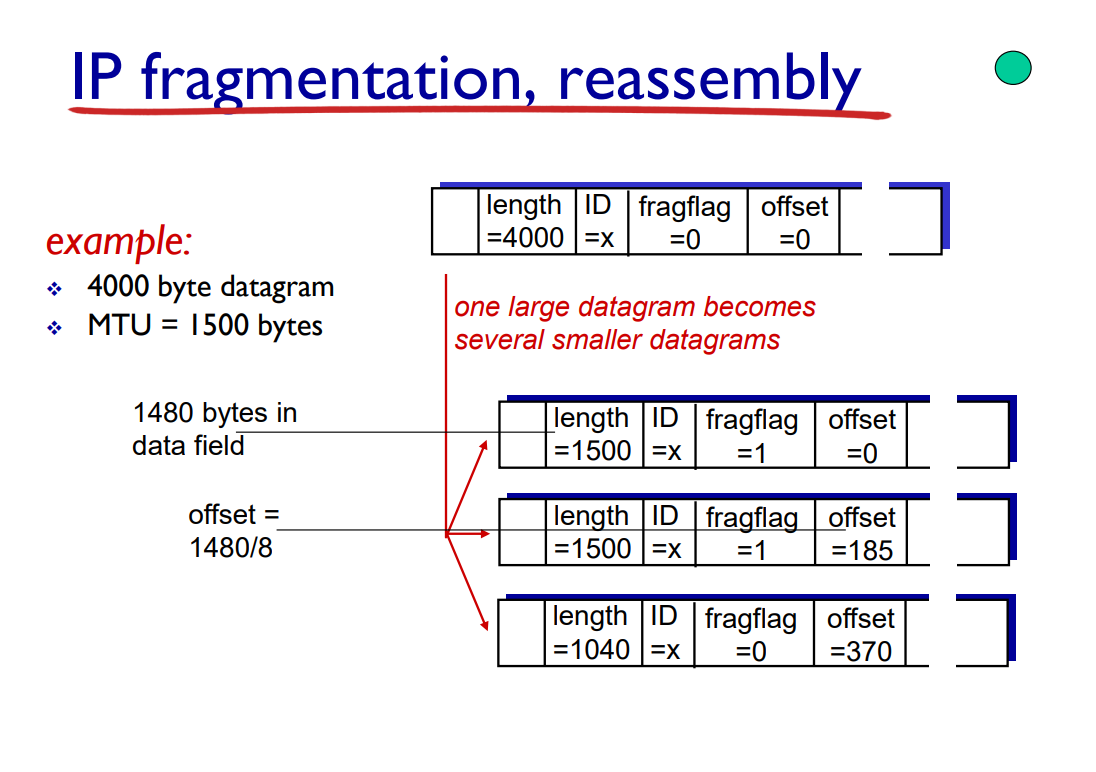 IP fragmentation, reassembly
length ID fragflag offset
=4000 =x =0 =0
example:
4000 byte datagram
MTU = 1500 bytes
one large datagram becomes
several smaller datagrams
1480 bytes in
data field
length ID fragflag offset
=1500 =x =1 =0
offset =
1480/8
length ID fragflag offset
=1500 =x =1 =185
length ID fragflag offset
=1040 =x =0 =370